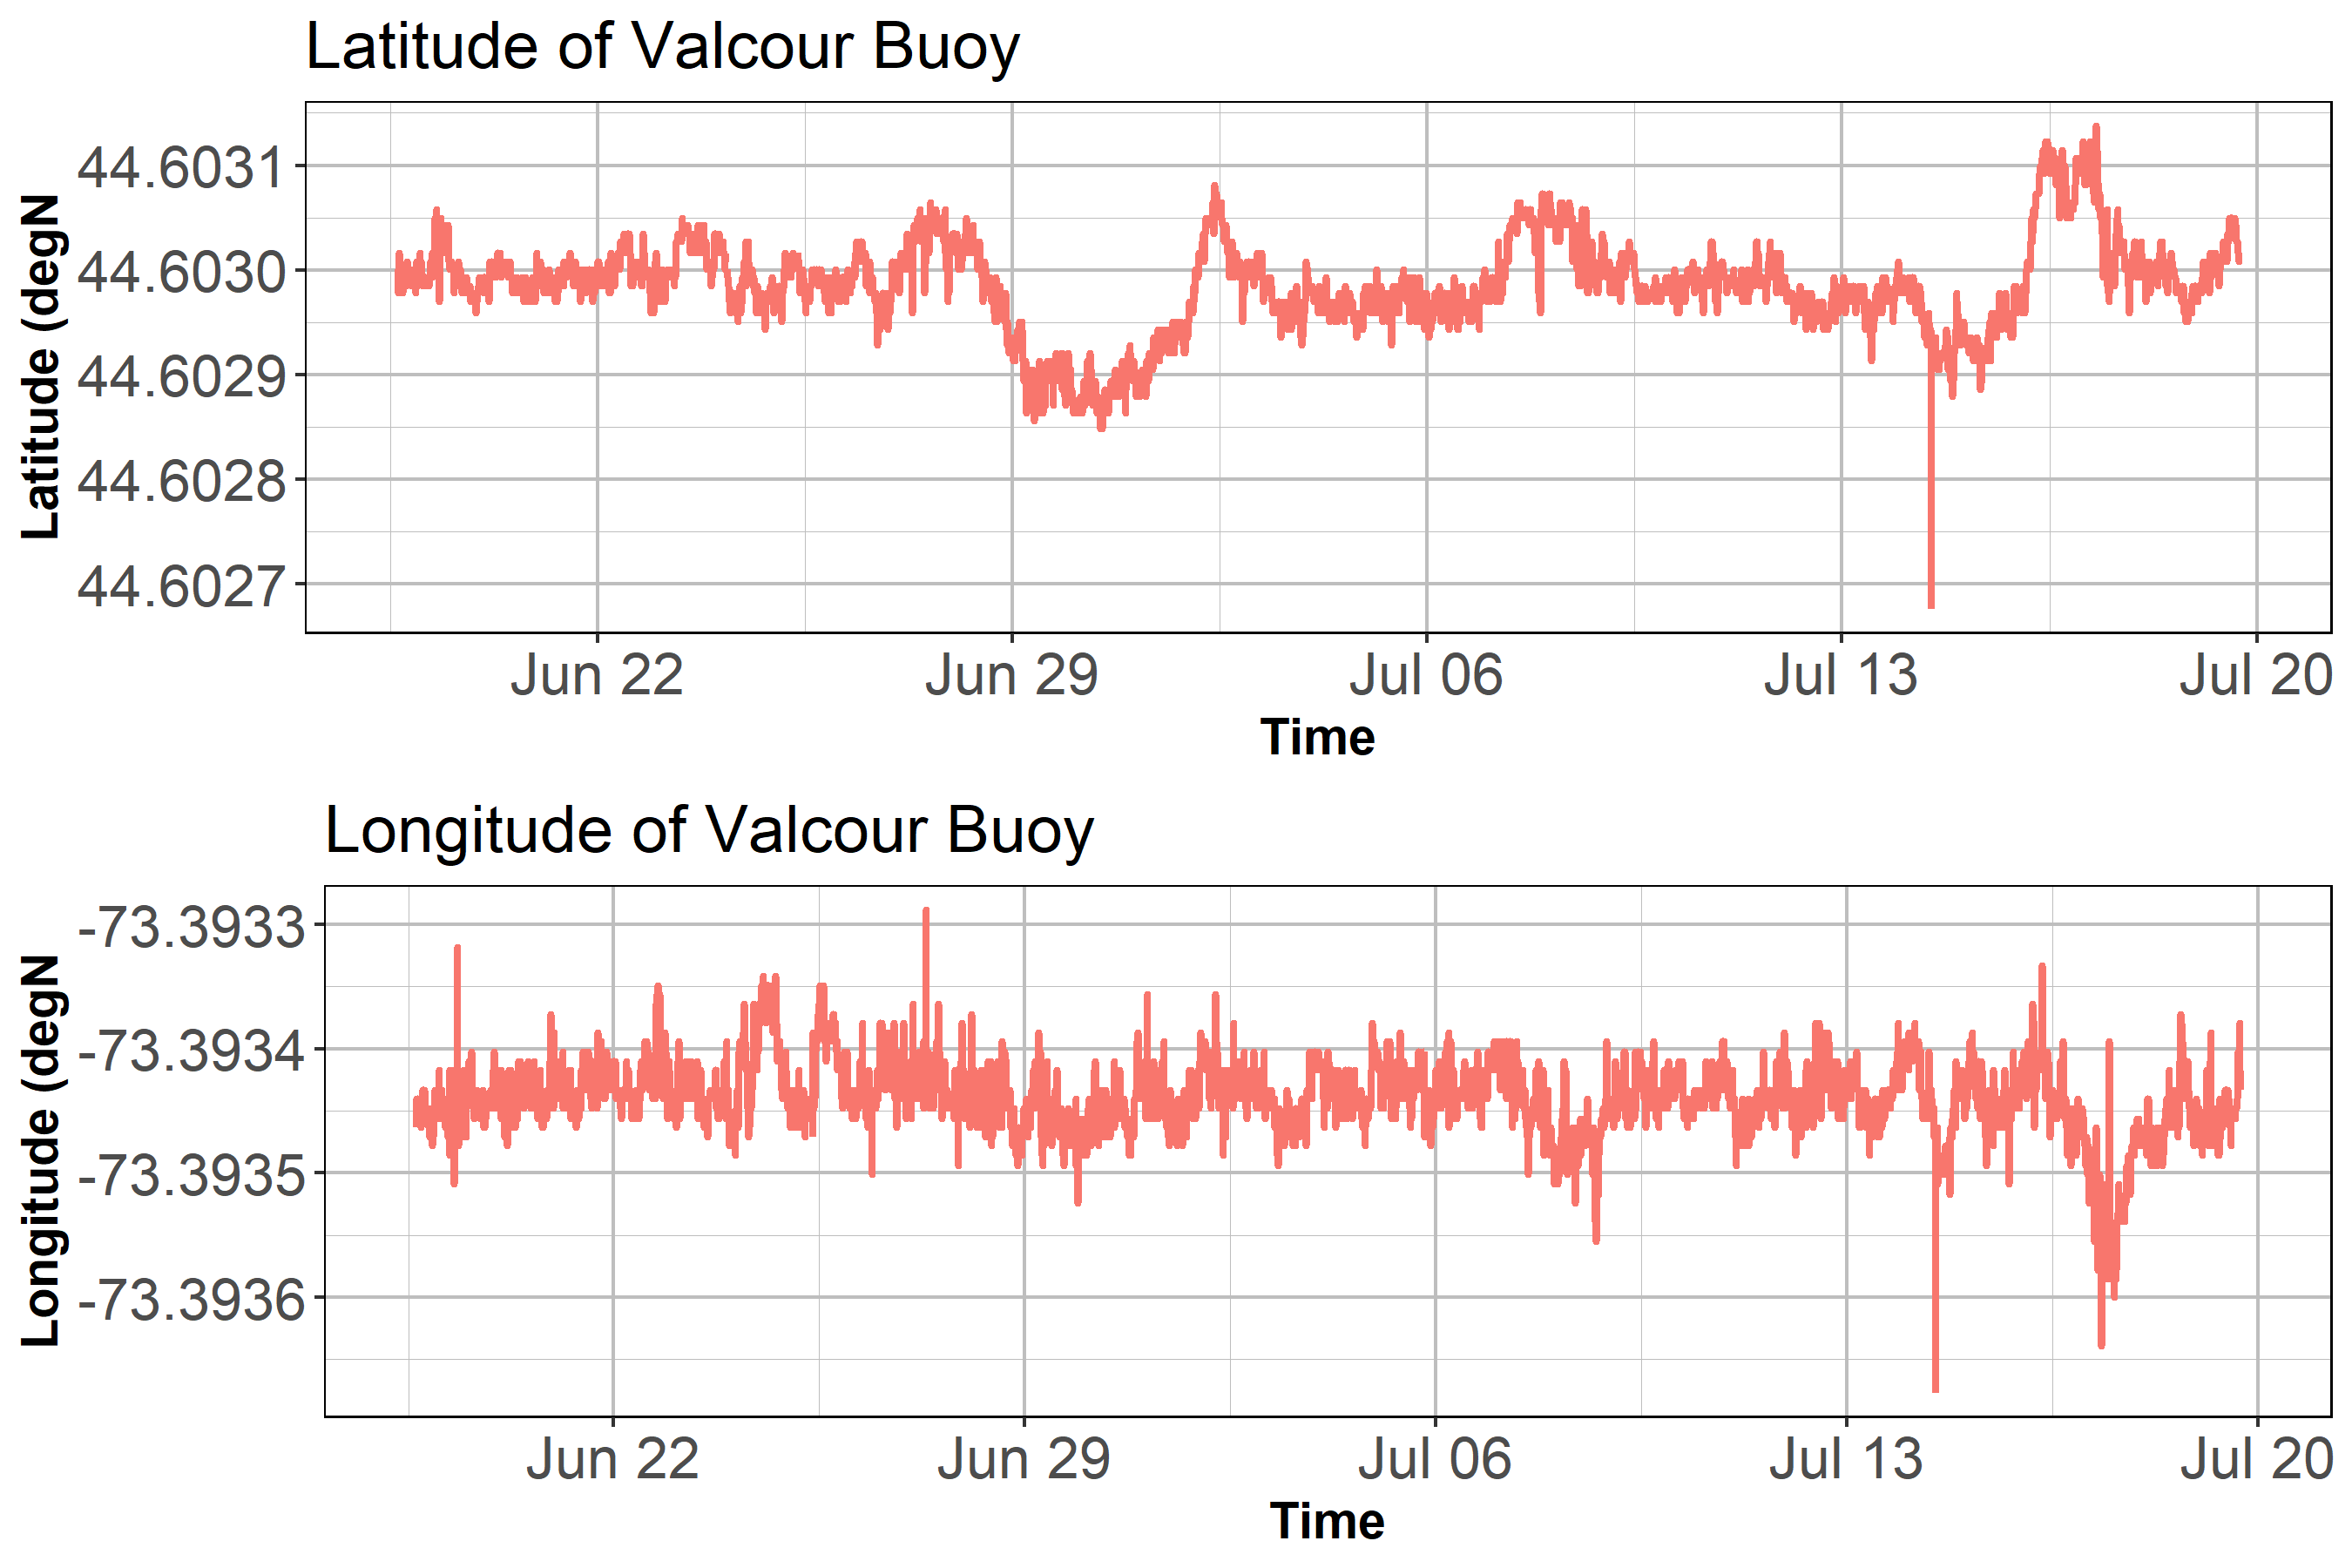 Latitude of Valcour Buoy
Latitude (degN
44.6031
44.6030
44.6029
44.6028
44.6027
Jun 22 Jun 29 Jul 06 Jul 13 Jul 20
Time
Longitude of Valcour Buoy
Longitude (degN
-73.3933
-73.3934
-73.3935
-73.3936
Jun 22 Jun 29 Jul 06 Jul 13 Jul 20
Time